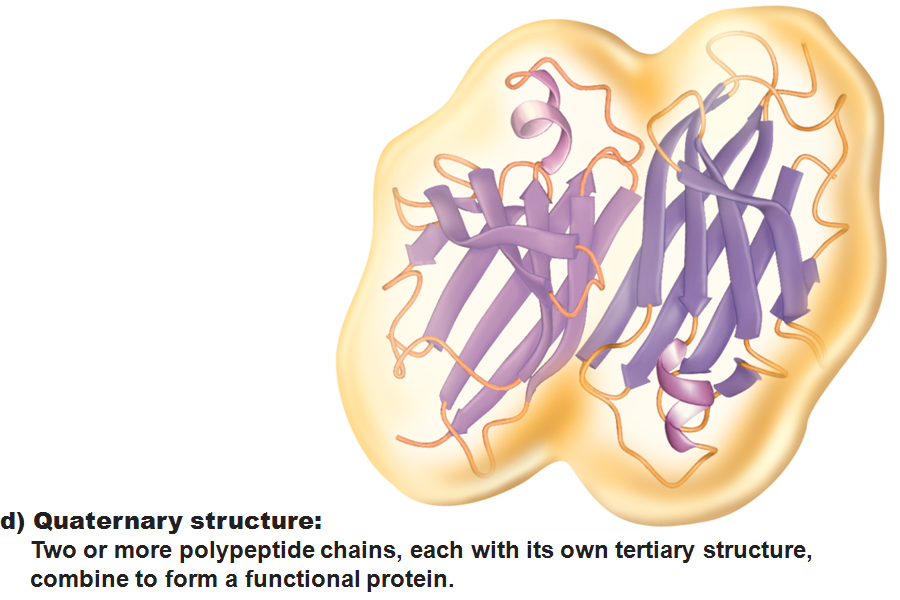 d) Quaternary structure:
Two or more polypeptide chains, each with its own tertiary structure,
combine to form a functional protein.